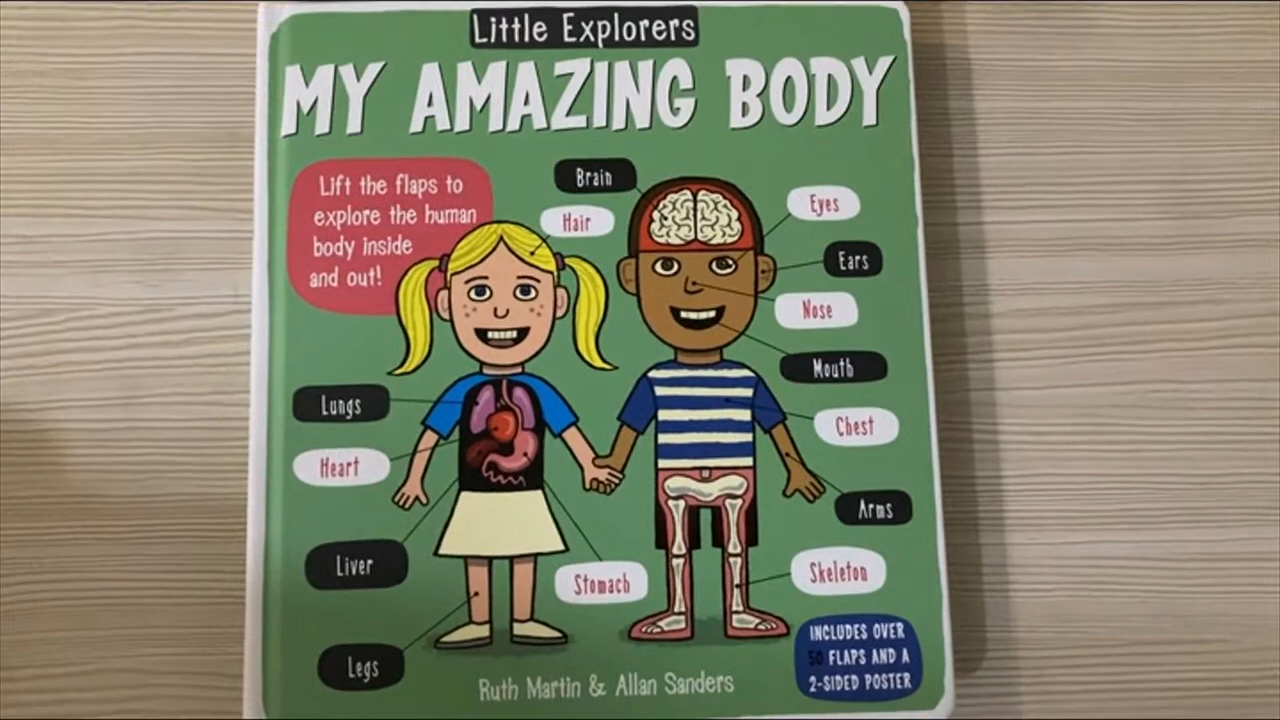 Little Explorers
MY AMAZING BODY
Lift the flaps to
explore the human
body inside
and out!
Brain
Hair
Eyes
Ears
Nose
Mouth
Lungs
Chest
Heart
Arms
Liver
Stomach
Skeleton
Legs
INCLUDES OVER
50 FLAPS AND A
2-SIDED POSTER
Ruth Martin & Allan Sanders